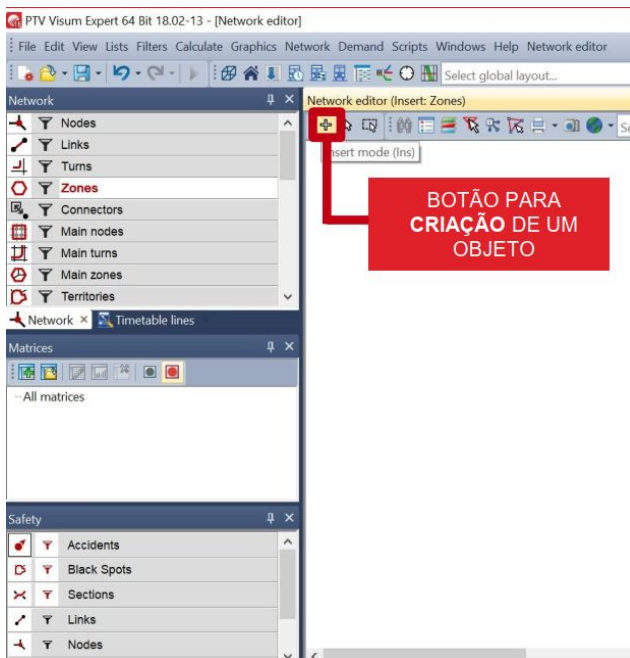 PTV Visum Expert 64 Bit 18.02-13 - [Network editor]
File Edit View Lists Filters Calculate Graphics Network Demand Scripts Windows Help Network editor
Select global layout...
Network
Network editor (Insert: Zones)
Nodes
Links
Turns
Zones
Connectors
Main nodes
Main turns
Main zones
Territories
nsert mode (Ins)
BOTÃO PARA
CRIAÇÃO DE UM
OBJETO
Network
Timetable lines
Matrices
All matrices
Safety
Accidents
Black Spots
Sections
Links
Nodes